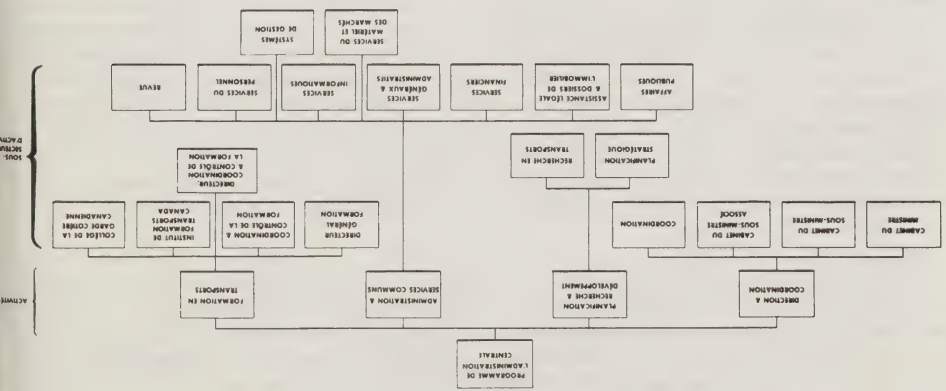 PROGRAMME DE
L'ADMINISTRATION
CENTRALE
DIRECTION &
COORDINATION
PLANIFICATION
RECHERCHE &
DÉVELOPPEMENT
ADMINISTRATION &
SERVICES COMMUNS
FORMATION EN
TRANSPORTS
ACTIVITÉ
CABINET DU
MINISTRE
CABINET DU
SOUS-MINISTRE
CABINET DU
SOUS-MINISTRE
ASSOCIÉ
COORDINATION
DIRECTEUR
GÉNÉRAL
FORMATION
COORDINATION &
CONTRÔLE DE LA
FORMATION
INSTITUT DE
FORMATION
TRANSPORTS
CANADA
COLLÈGE DE LA
GARDE CÔTIÈRE
CANADIENNE
PLANIFICATION
STRATÉGIQUE
RECHERCHE EN
TRANSPORTS
DIRECTEUR,
COORDINATION
& CONTRÔLE DE
LA FORMATION
SOUS-
SECTEUR
D'ACTIV
AFFAIRES
PUBLIQUES
ASSISTANCE LÉGALE
& DOSSIERS DE
L'IMMOBILIER
SERVICES
FINANCIERS
SERVICES
GÉNÉRAUX &
ADMINISTRATIFS
SERVICES
INFORMATIQUES
SERVICES DU
PERSONNEL
REVUE
SERVICES DU
MATÉRIEL ET
DES MARCHÉS
SYSTÈMES
DE GESTION